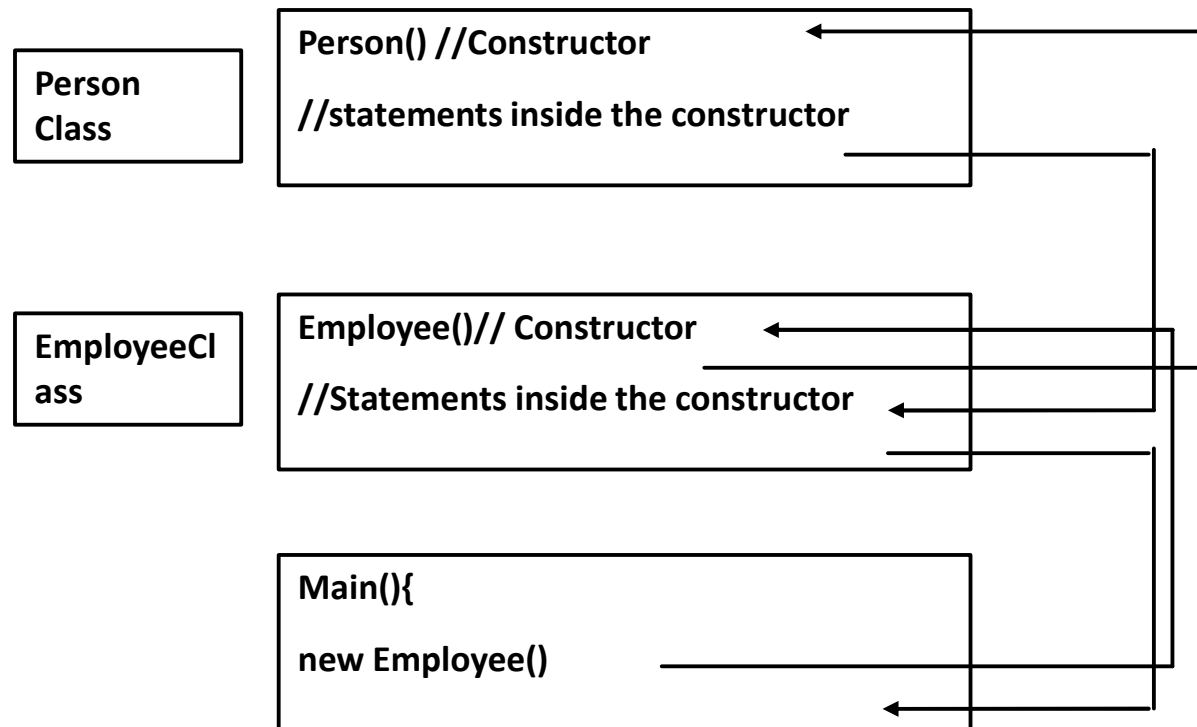 Person() //Constructor
Person
Class
//statements inside the constructor
Employee()// Constructor
EmployeeCl
ass
//Statements inside the constructor
Main(){
new Employee()